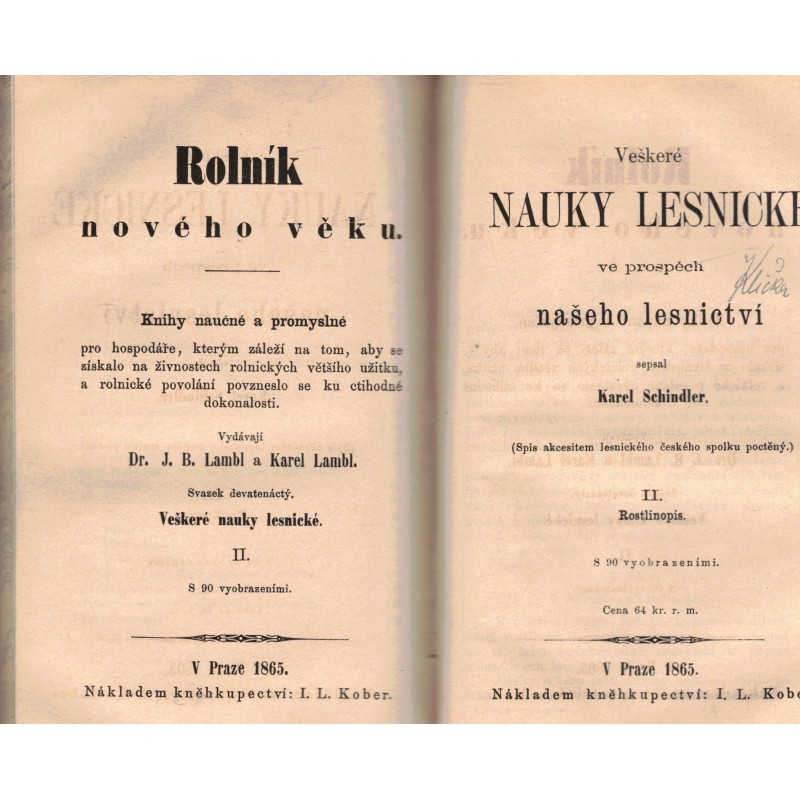 Rolník
nového věku.
Knihy naučné a promyslné
pro hospodáře, kterým záleží na tom, aby se
získalo na živnostech rolnických většího užitku,
a rolnické povolání povzneslo se ku ctihodné
dokonalosti.
Vydávají
Dr. J. B. Lambl a Karel Lambl.
Svazek devatenáctý.
Veškeré nauky lesnické.
II.
S 90 vyobrazeními.
V Praze 1865.
Nákladem kněhkupectví: I. L. Kober.
Veškeré
NAUKY LESNICKÉ
ve prospěch
našeho lesnictví
sepsal
Karel Schindler.
(Spis akcesitem lesnického českého spolku poctěný.)
II.
Rostlinopis.
S 90 vyobrazeními.
Cena 64 kr. r. m.
V Praze 1865.
Nákladem kněhkupectví: I. L. Kober